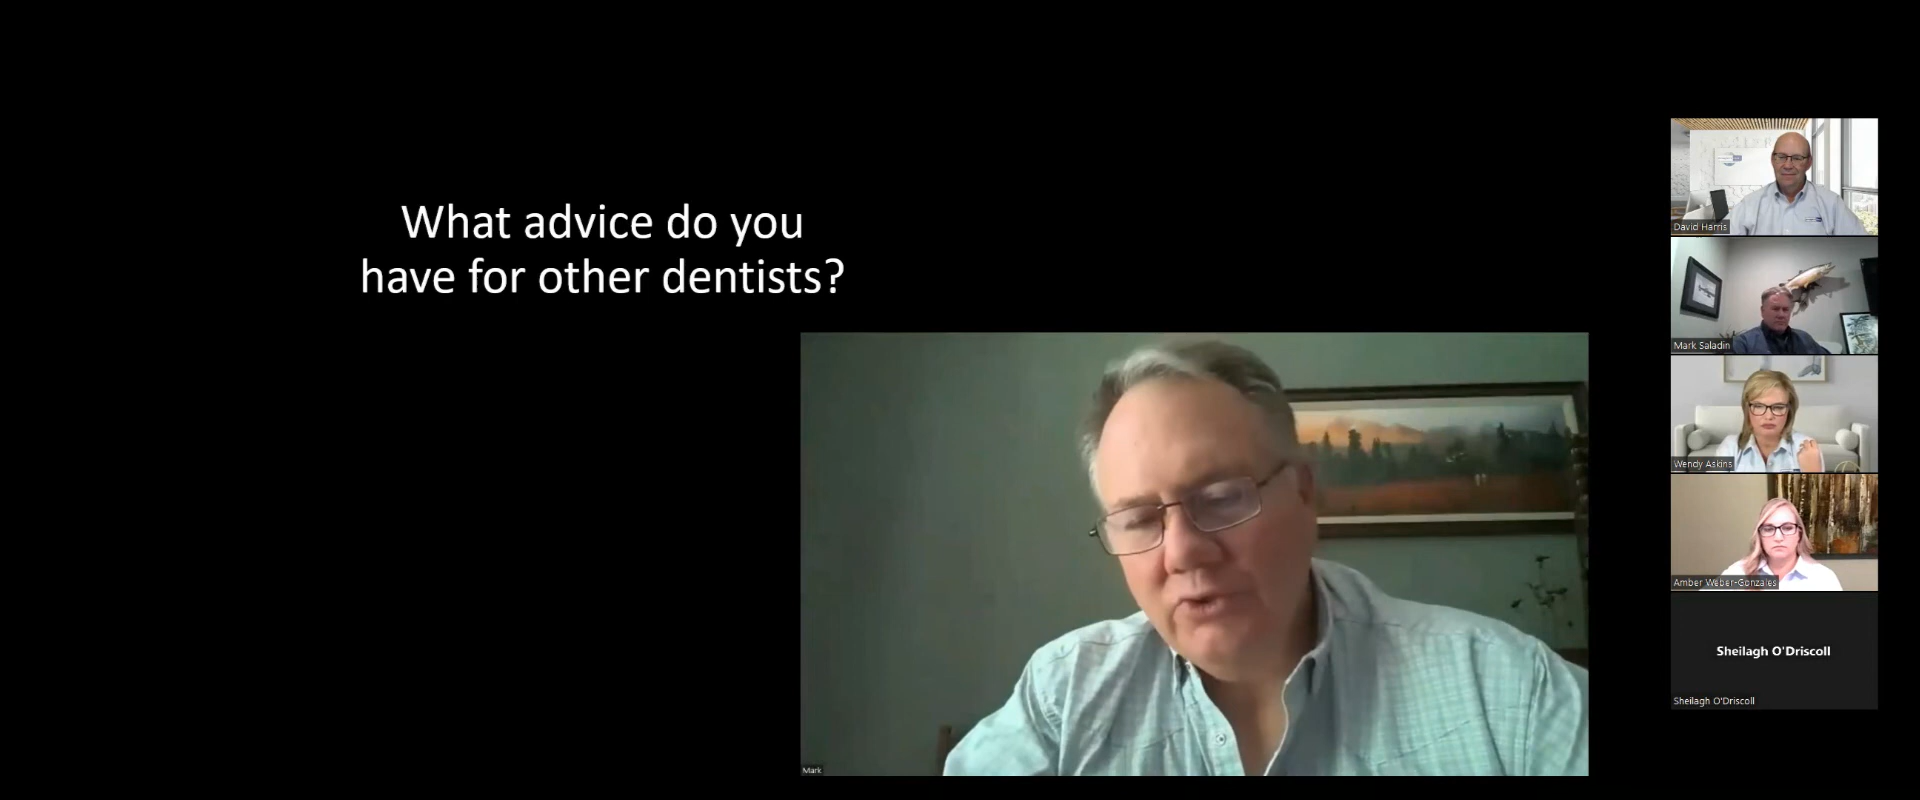 What advice do you
have for other dentists?
Mark
David Harris
Mark Saladin
Wendy Askins
Amber Weber-Gonzales
Sheilagh O'Driscoll
Sheilagh O'Driscoll